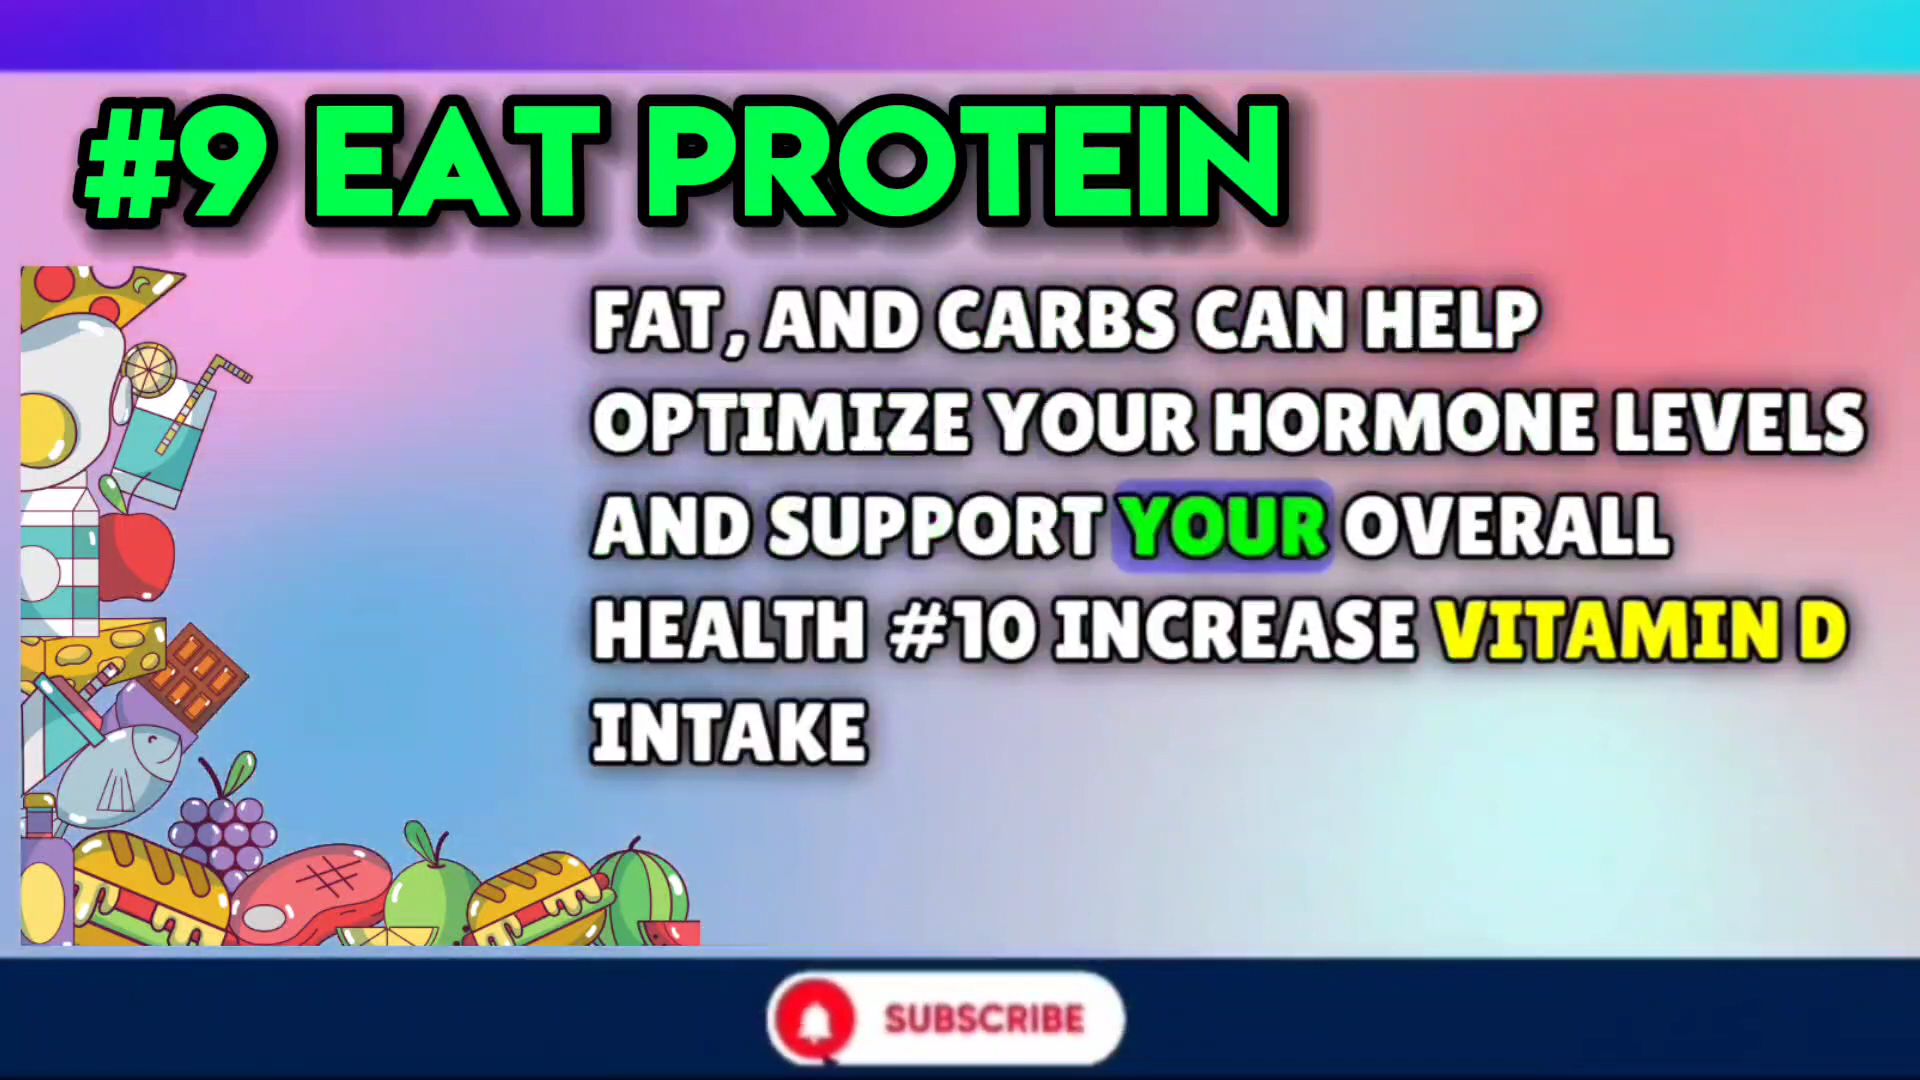 #9 EAT PROTEIN
FAT, AND CARBS CAN HELP
OPTIMIZE YOUR HORMONE LEVELS
AND SUPPORT YOUR OVERALL
HEALTH #10 INCREASE VITAMIN D
INTAKE
SUBSCRIBE